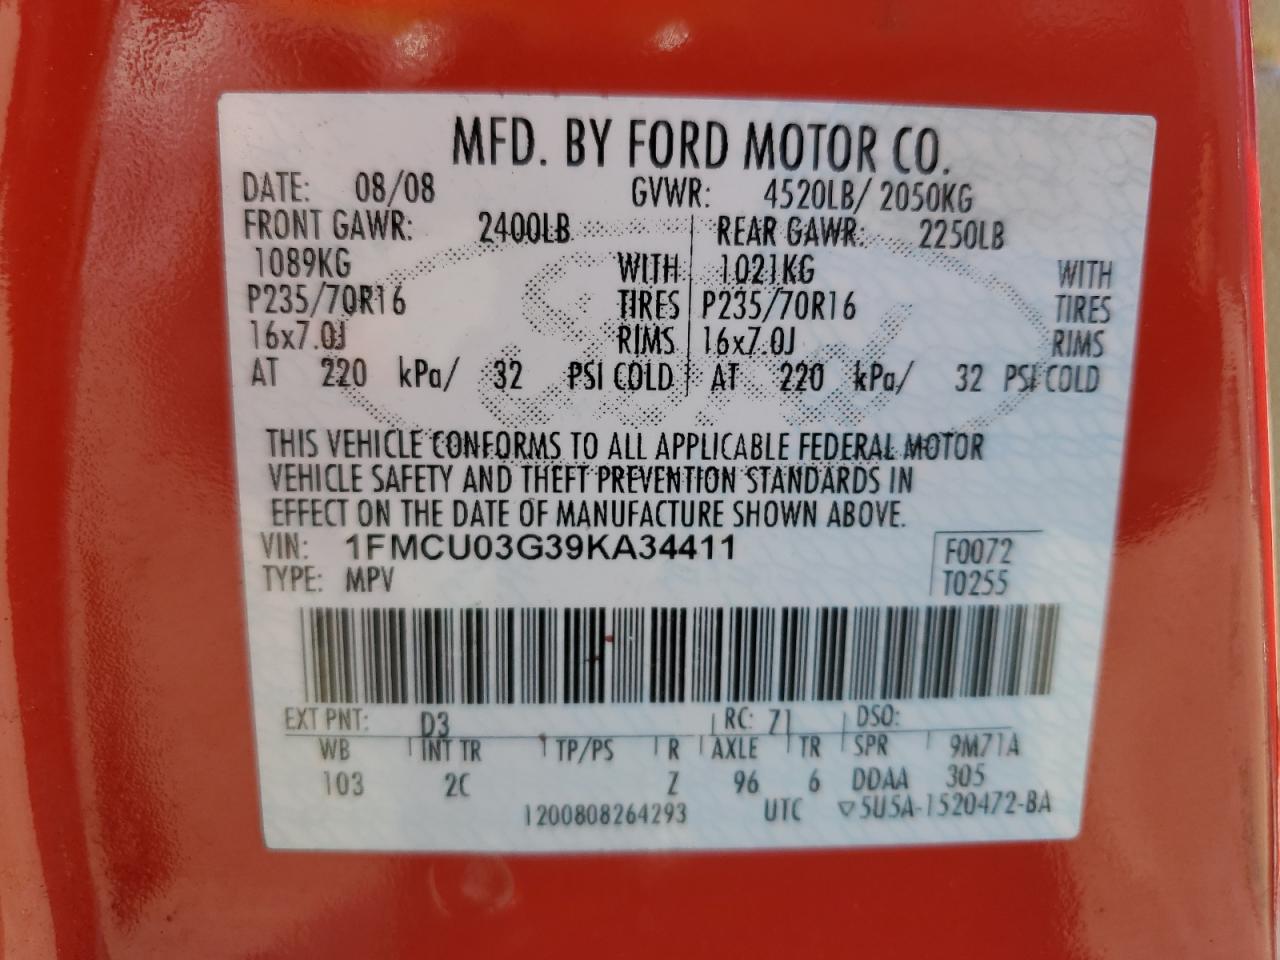 MFD. BY FORD MOTOR CO.
DATE: 08/08 GVWR: 4520LB/ 2050KG
FRONT GAWR: 2400LB REAR GAWR: 2250LB
1089KG WITH 1021KG WITH
P235/70R16 TIRES P235/70R16 TIRES
16x7.0J RIMS 16x7.0J RIMS
AT 220 kPa/ 32 PSI COLD AT 220 kPa/ 32 PSI COLD
THIS VEHICLE CONFORMS TO ALL APPLICABLE FEDERAL MOTOR
VEHICLE SAFETY AND THEFT PREVENTION STANDARDS IN
EFFECT ON THE DATE OF MANUFACTURE SHOWN ABOVE.
VIN: 1FMCU03G39KA34411 F0072
TYPE: MPV T0255
EXT PNT: D3 RC: 71 DSO:
WB INT TR TP/PS R AXLE TR SPR 9M71A
103 2C Z 96 6 DDAA 305
1200808264293 UTC ▽5U5A-1520472-BA